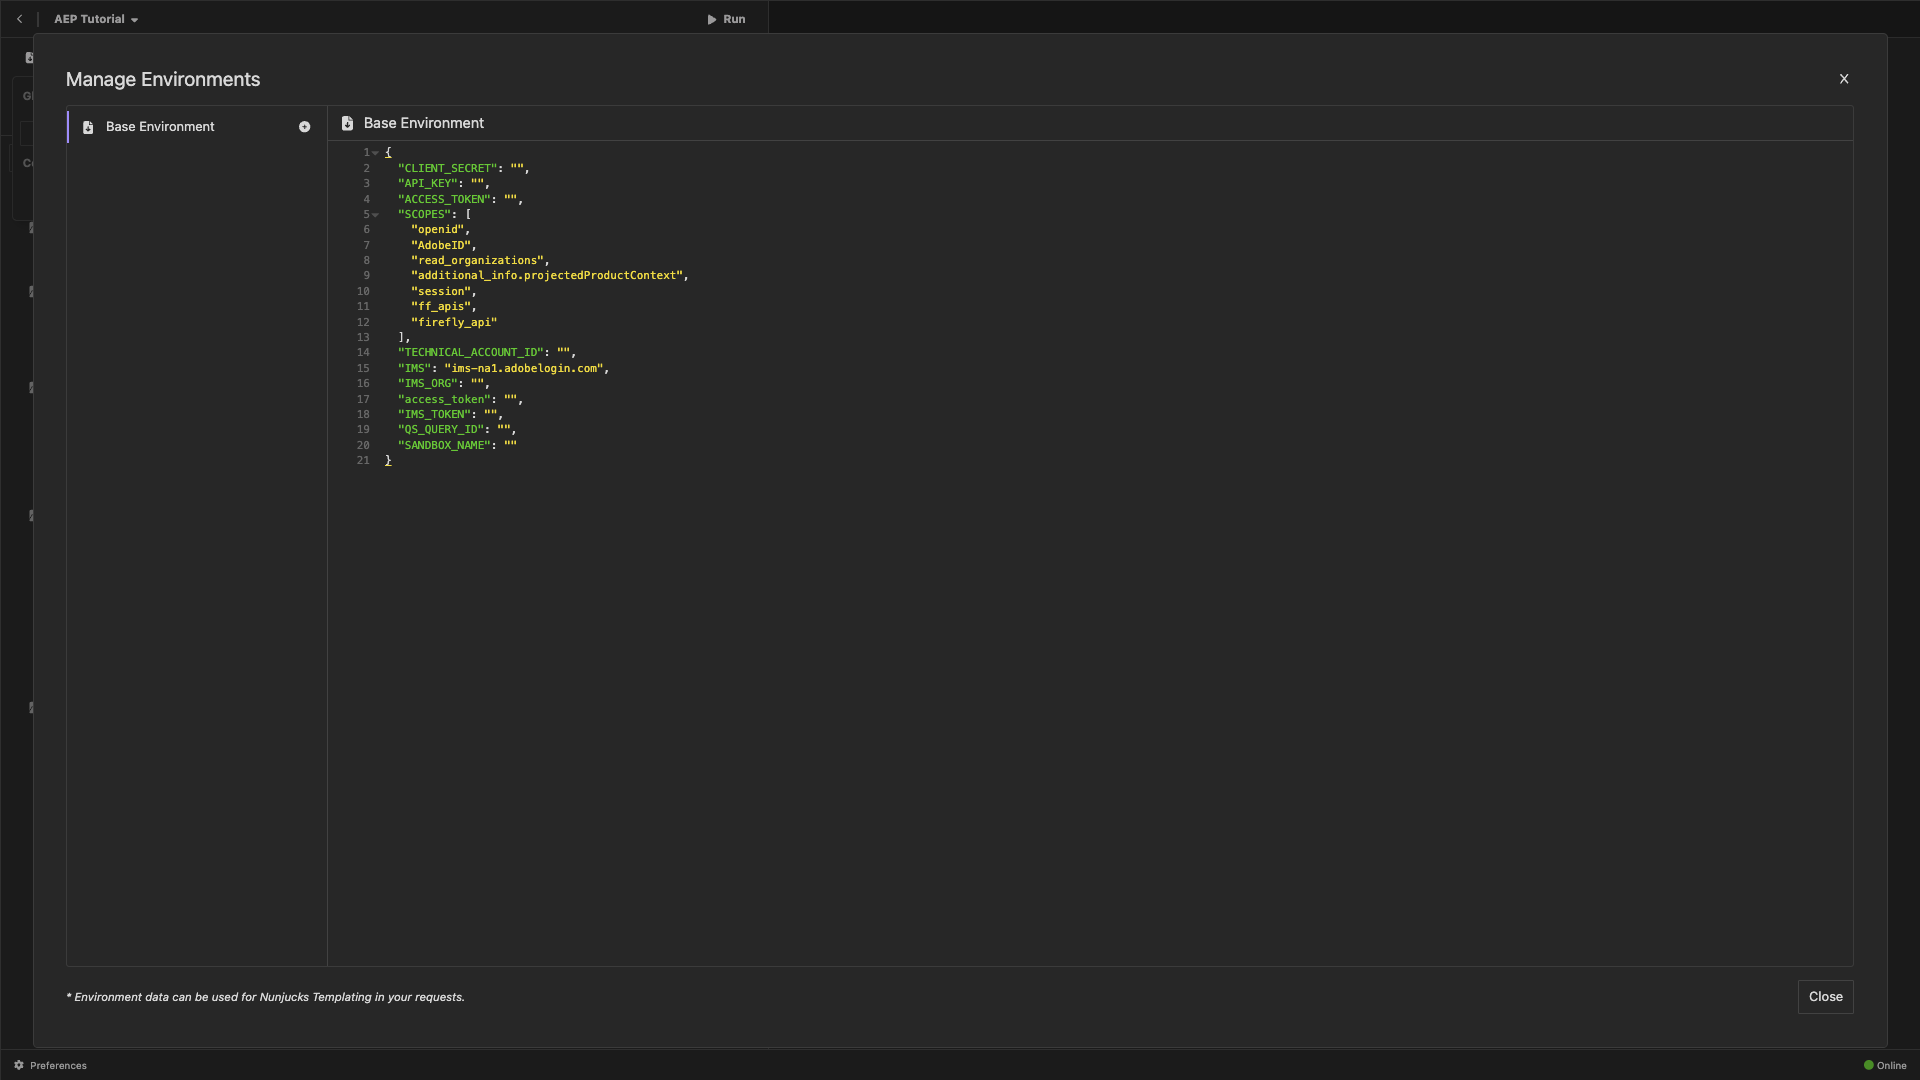 AEP Tutorial
Run
Manage Environments
X
Base Environment
Base Environment
1 {
2 "CLIENT_SECRET": "",
3 "API_KEY": "",
4 "ACCESS_TOKEN": "",
5 "SCOPES": [
6 "openid",
7 "AdobeID",
8 "read_organizations",
9 "additional_info.projectedProductContext",
10 "session",
11 "ff_apis",
12 "firefly_api"
13 ],
14 "TECHNICAL_ACCOUNT_ID": "",
15 "IMS": "ims-na1.adobelogin.com",
16 "IMS_ORG": "",
17 "access_token": "",
18 "IMS_TOKEN": "",
19 "QS_QUERY_ID": "",
20 "SANDBOX_NAME": ""
21 }
* Environment data can be used for Nunjucks Templating in your requests.
Close
Preferences
Online